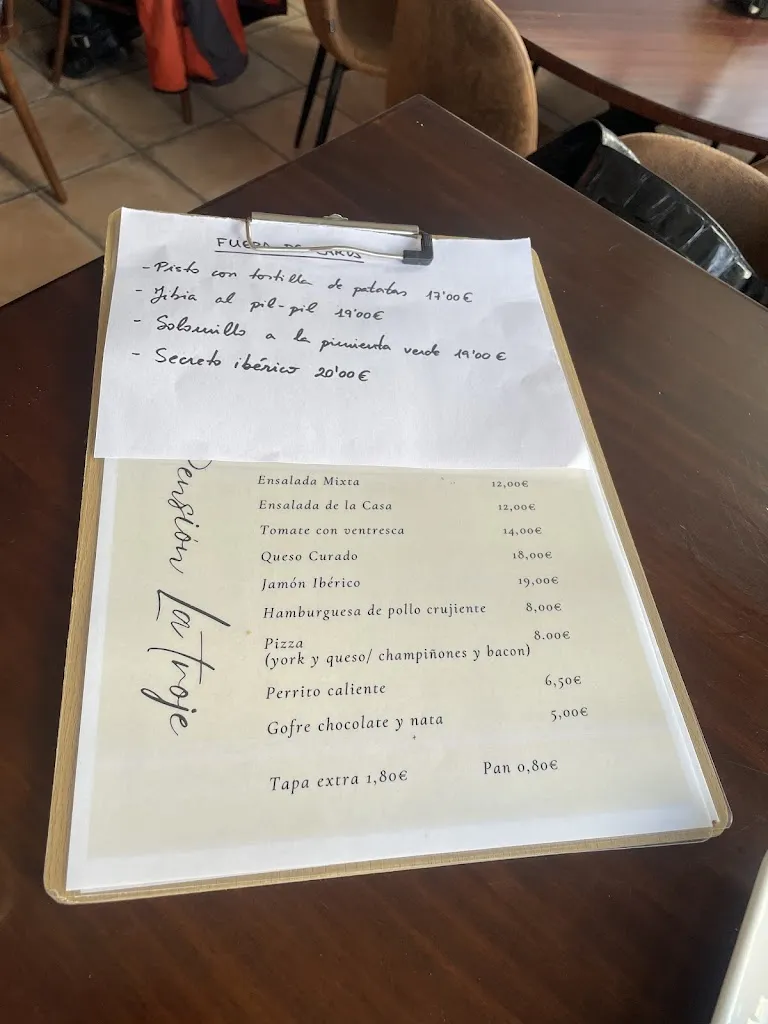 FUERA DE CARTA
- Pisto con tortilla de patatas 17'00€
- Jibia al pil-pil 19'00€
- Solomillo a la pimienta verde 19'00€
- Secreto ibérico 20'00€
Ensalada Mixta 12,00€
Ensalada de la Casa 12,00€
Tomate con ventresca 14,00€
Queso Curado 18,00€
Jamón Ibérico 19,00€
Hamburguesa de pollo crujiente 8,00€
Pizza 8.00€
(york y queso/ champiñones y bacon)
Perrito caliente 6,50€
Gofre chocolate y nata 5,00€
Tapa extra 1,80€ Pan 0,80€
Pensión La Troje